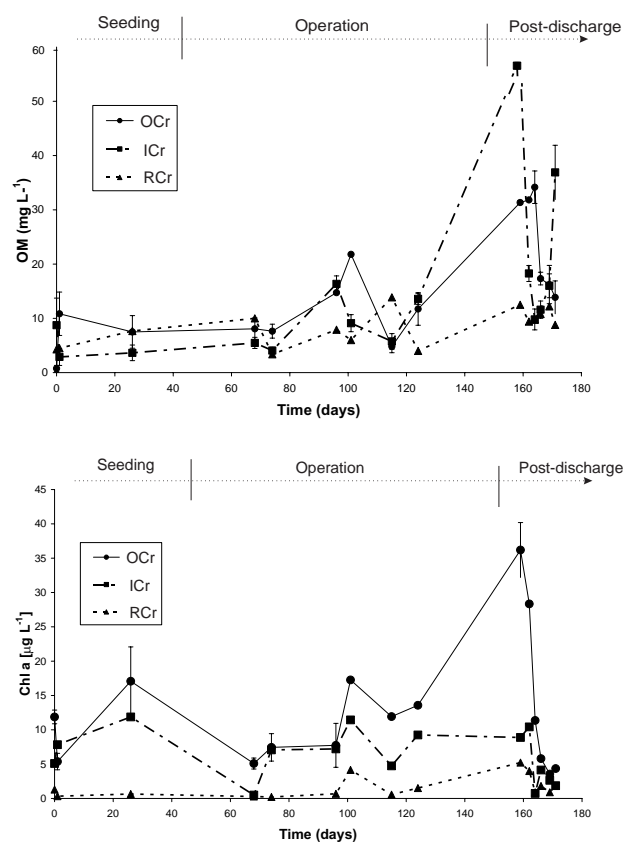 Seeding Operation Post-discharge
60
50
40
30
20
10
0
OM (mg L-1)
OCr
ICr
RCr
0 20 40 60 80 100 120 140 160 180
Time (days)
Seeding Operation Post-discharge
45
40
35
30
25
20
15
10
5
0
Chl a [µg L-1]
OCr
ICr
RCr
0 20 40 60 80 100 120 140 160 180
Time (days)